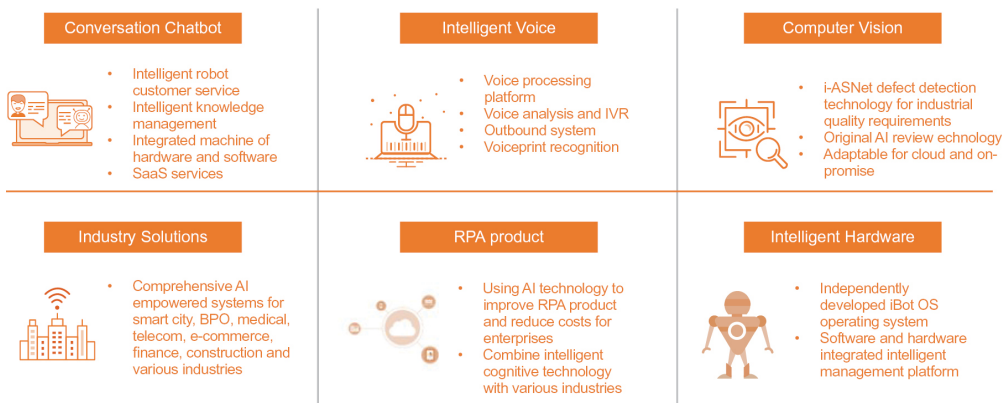 Conversation Chatbot
• Intelligent robot
customer service
• Intelligent knowledge
management
• Integrated machine of
hardware and software
• SaaS services
Intelligent Voice
• Voice processing
platform
• Voice analysis and IVR
• Outbound system
• Voiceprint recognition
Computer Vision
• i-ASNet defect detection
technology for industrial
quality requirements
• Original AI review echnology
• Adaptable for cloud and on-
promise
Industry Solutions
• Comprehensive AI
empowered systems for
smart city, BPO, medical,
telecom, e-commerce,
finance, construction and
various industries
RPA product
• Using AI technology to
improve RPA product
and reduce costs for
enterprises
• Combine intelligent
cognitive technology
with various industries
Intelligent Hardware
• Independently
developed iBot OS
operating system
• Software and hardware
integrated intelligent
management platform